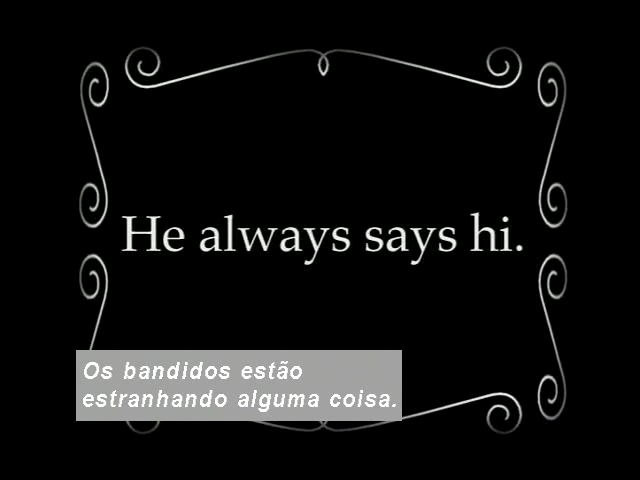 He always says hi.
Os bandidos estão
estranhando alguma coisa.